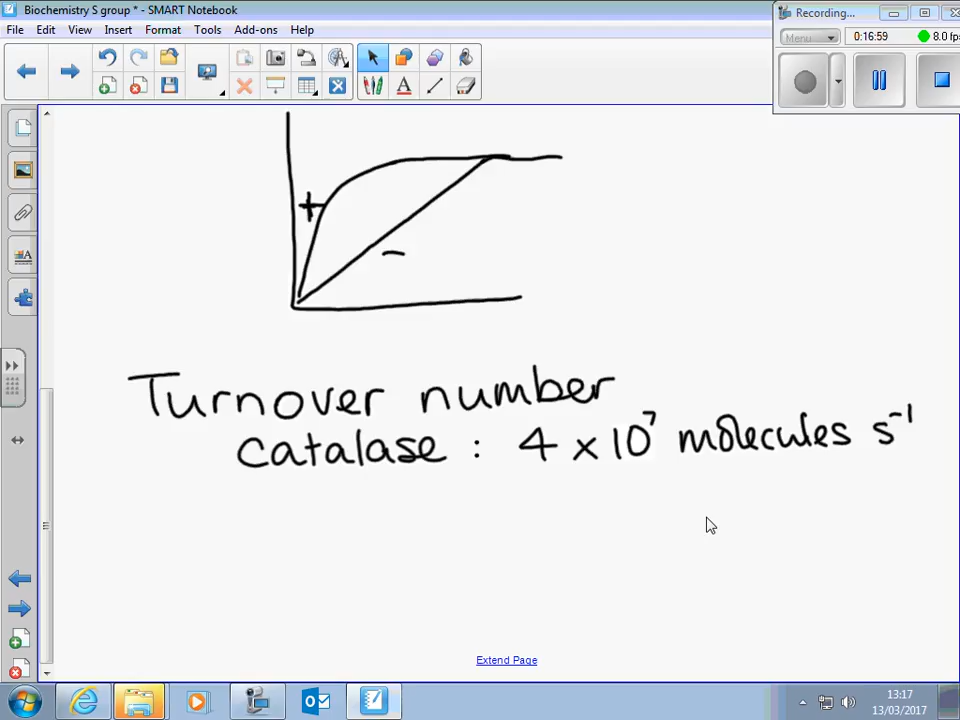 Biochemistry S group * - SMART Notebook
Recording...
File Edit View Insert Format Tools Add-ons Help
Menu 0:16:59 8.0 f
+
−
Turnover number
catalase : 4 x 10⁷ molecules s⁻¹
Extend Page
13:17
13/03/2017